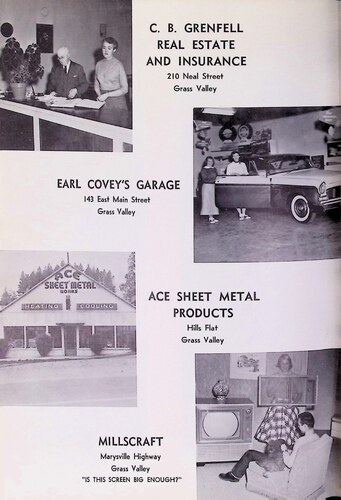 C. B. GRENFELL
REAL ESTATE
AND INSURANCE
210 Neal Street
Grass Valley
EARL COVEY'S GARAGE
143 East Main Street
Grass Valley
ACE
SHEET METAL
WORKS
HEATING
COOLING
ACE SHEET METAL
PRODUCTS
Hills Flat
Grass Valley
MILLSCRAFT
Marysville Highway
Grass Valley
"IS THIS SCREEN BIG ENOUGH?"